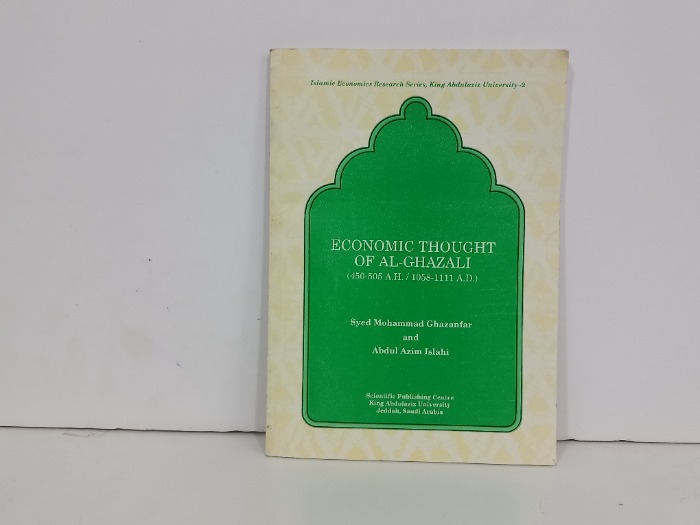 Islamic Economics Research Series, King Abdulaziz University -2
ECONOMIC THOUGHT
OF AL-GHAZALI
(450-505 A.H. / 1058-1111 A.D.)
Syed Mohammad Ghazanfar
and
Abdul Azim Islahi
Scientific Publishing Centre
King Abdulaziz University
Jeddah, Saudi Arabia